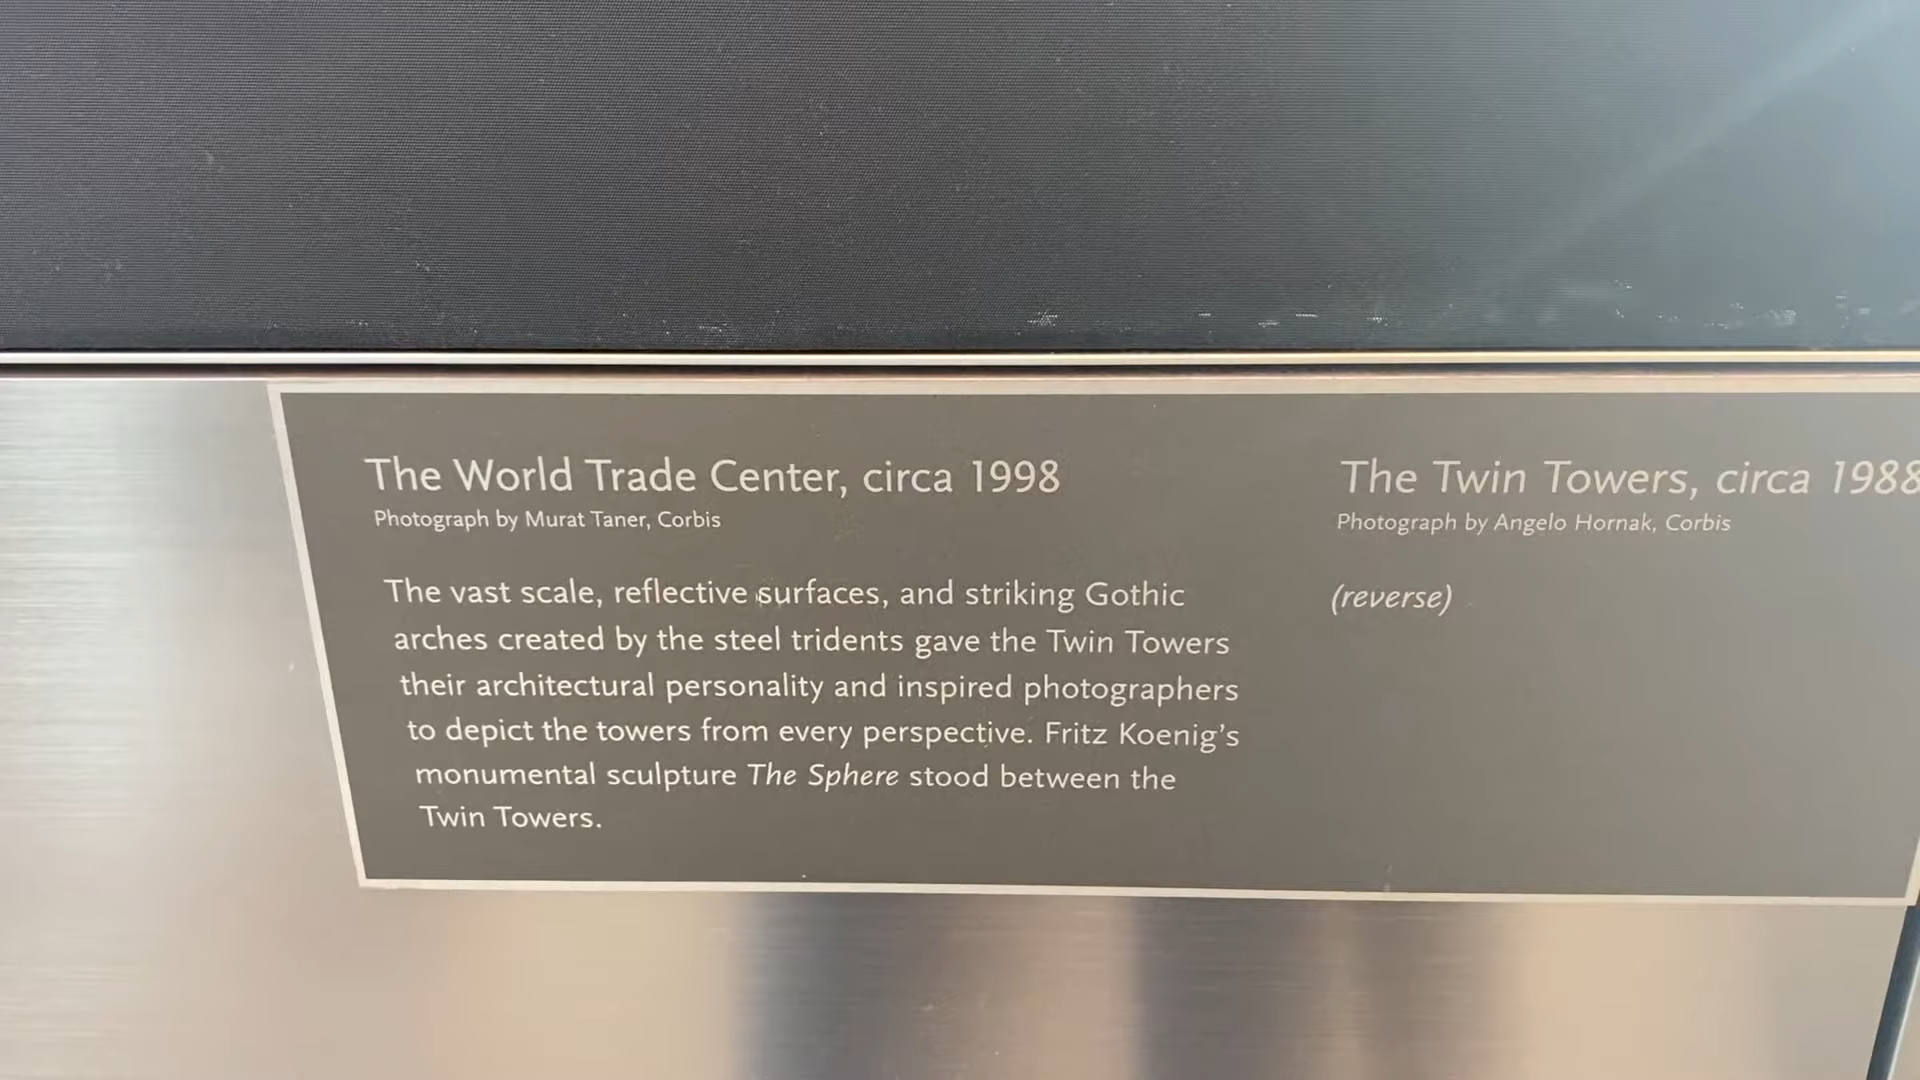 The World Trade Center, circa 1998
Photograph by Murat Taner, Corbis
The vast scale, reflective surfaces, and striking Gothic
arches created by the steel tridents gave the Twin Towers
their architectural personality and inspired photographers
to depict the towers from every perspective. Fritz Koenig’s
monumental sculpture The Sphere stood between the
Twin Towers.
The Twin Towers, circa 1988
Photograph by Angelo Hornak, Corbis
(reverse)